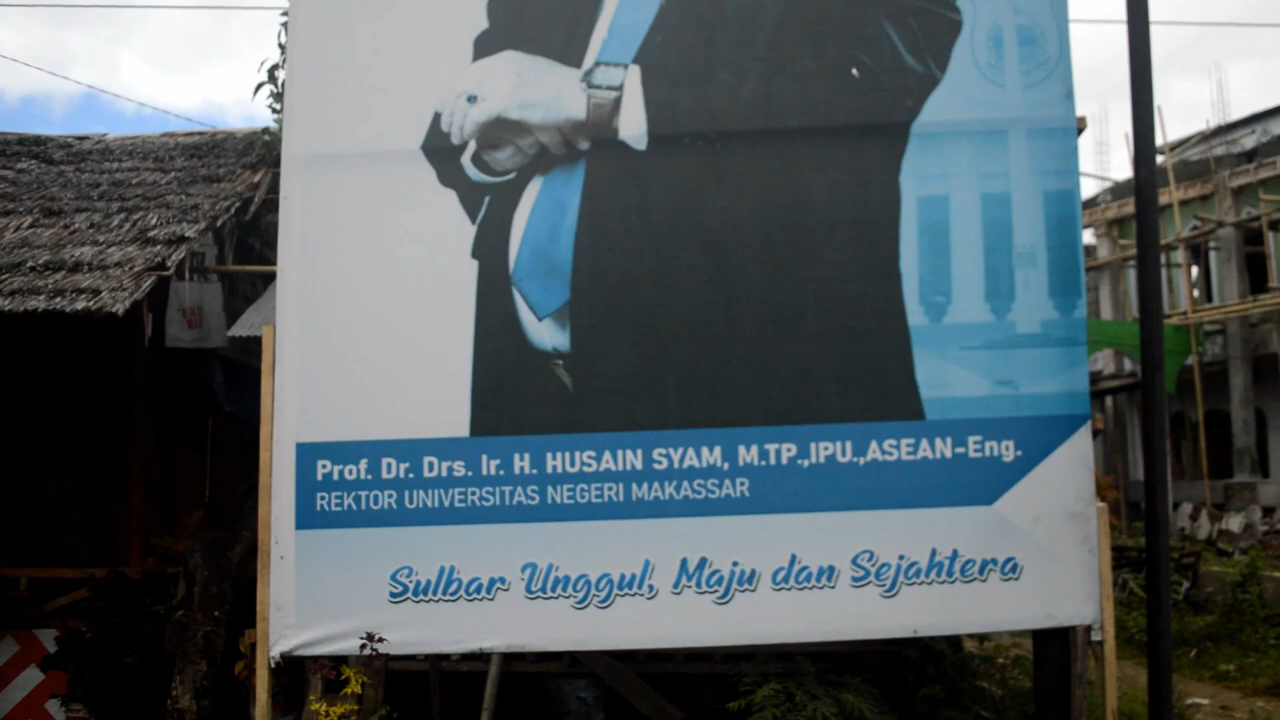 Prof. Dr. Drs. Ir. H. HUSAIN SYAM, M.TP.,IPU.,ASEAN-Eng.
REKTOR UNIVERSITAS NEGERI MAKASSAR
Sulbar Unggul, Maju dan Sejahtera